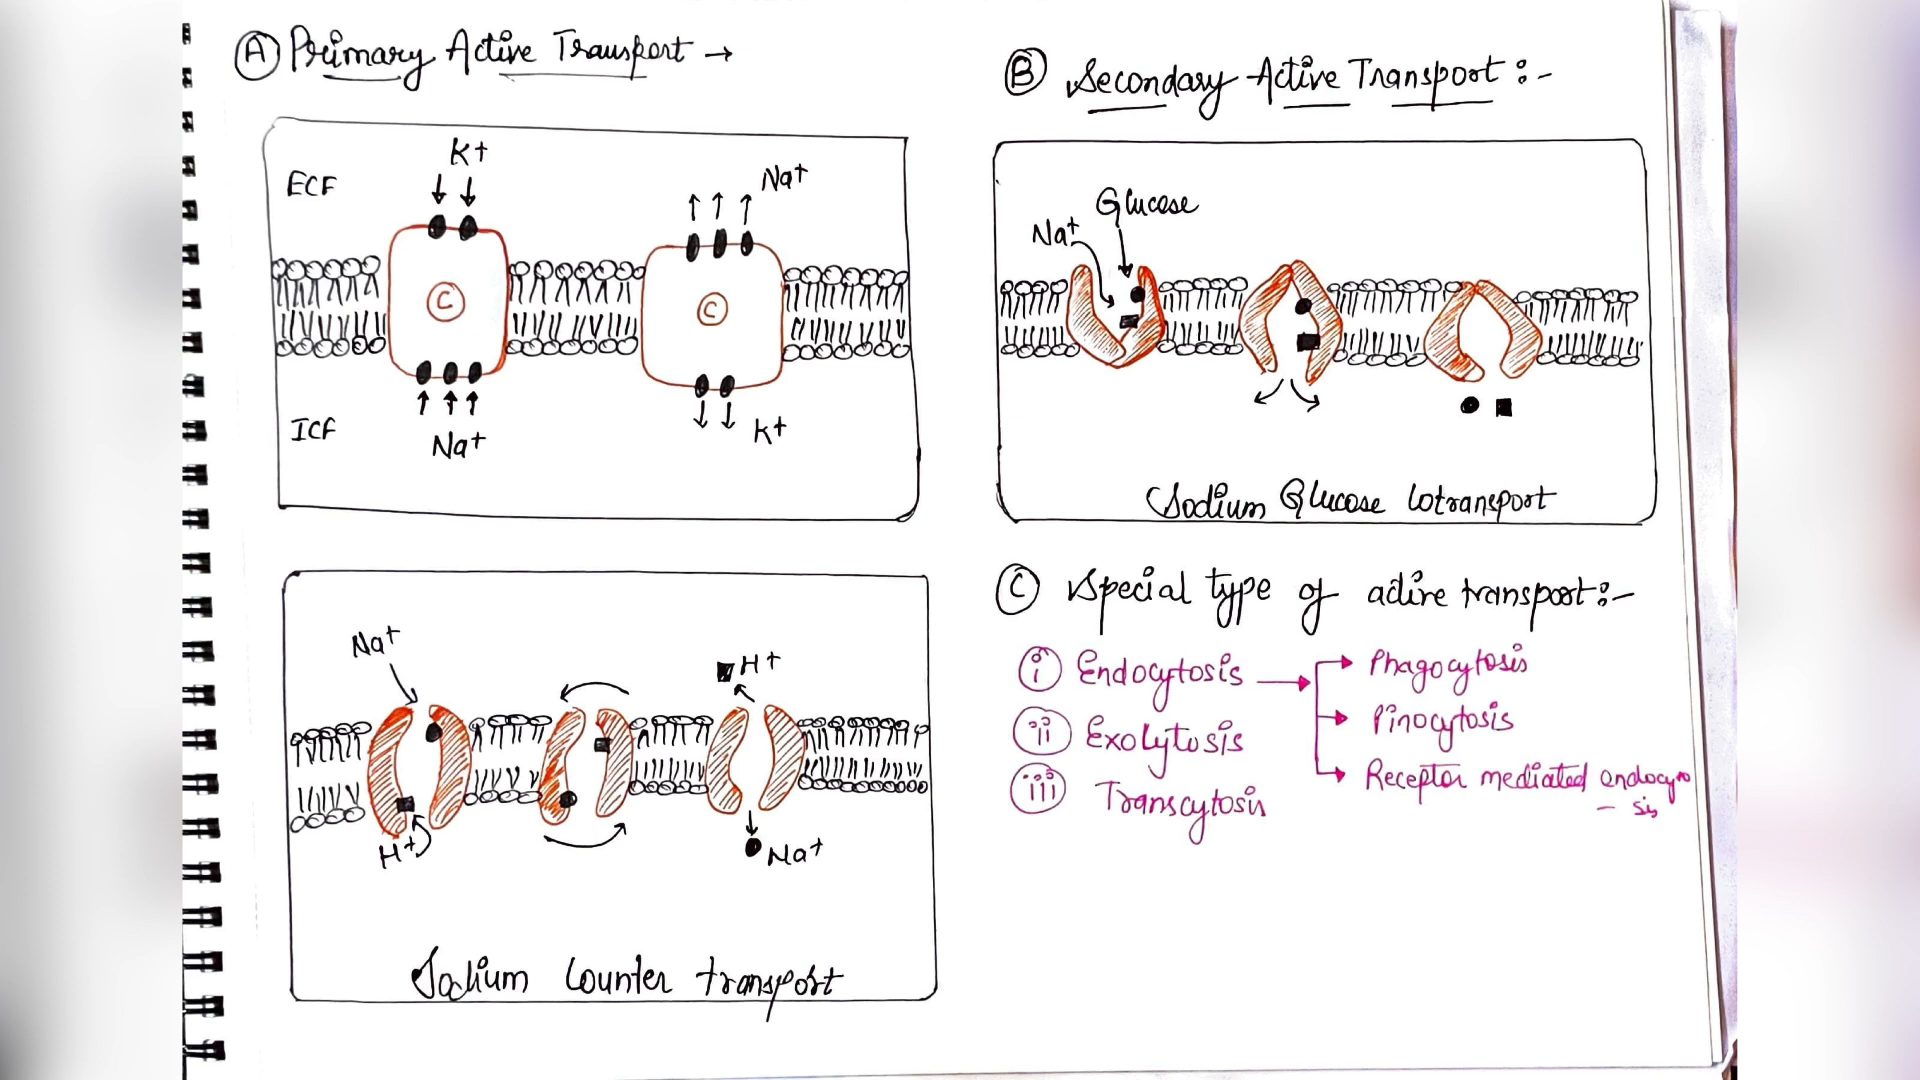 Ⓐ Primary Active Transport →
K+
ECF
Na+
C
C
ICF
Na+
K+
Ⓑ Secondary Active Transport :-
Glucose
Na+
Sodium Glucose Cotransport
Na+
H+
H+
Na+
Sodium Counter transport
Ⓒ Special type of active transport:-
ⓘ Endocytosis
Phagocytosis
Pinocytosis
Receptor mediated endocyto
- sis
ii Exocytosis
iii Transcytosis